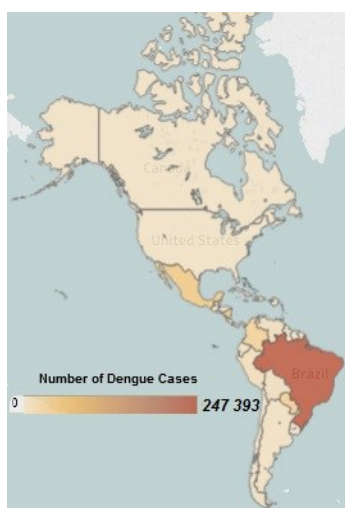 Canada
United States
Brazil
Number of Dengue Cases
0 247 393